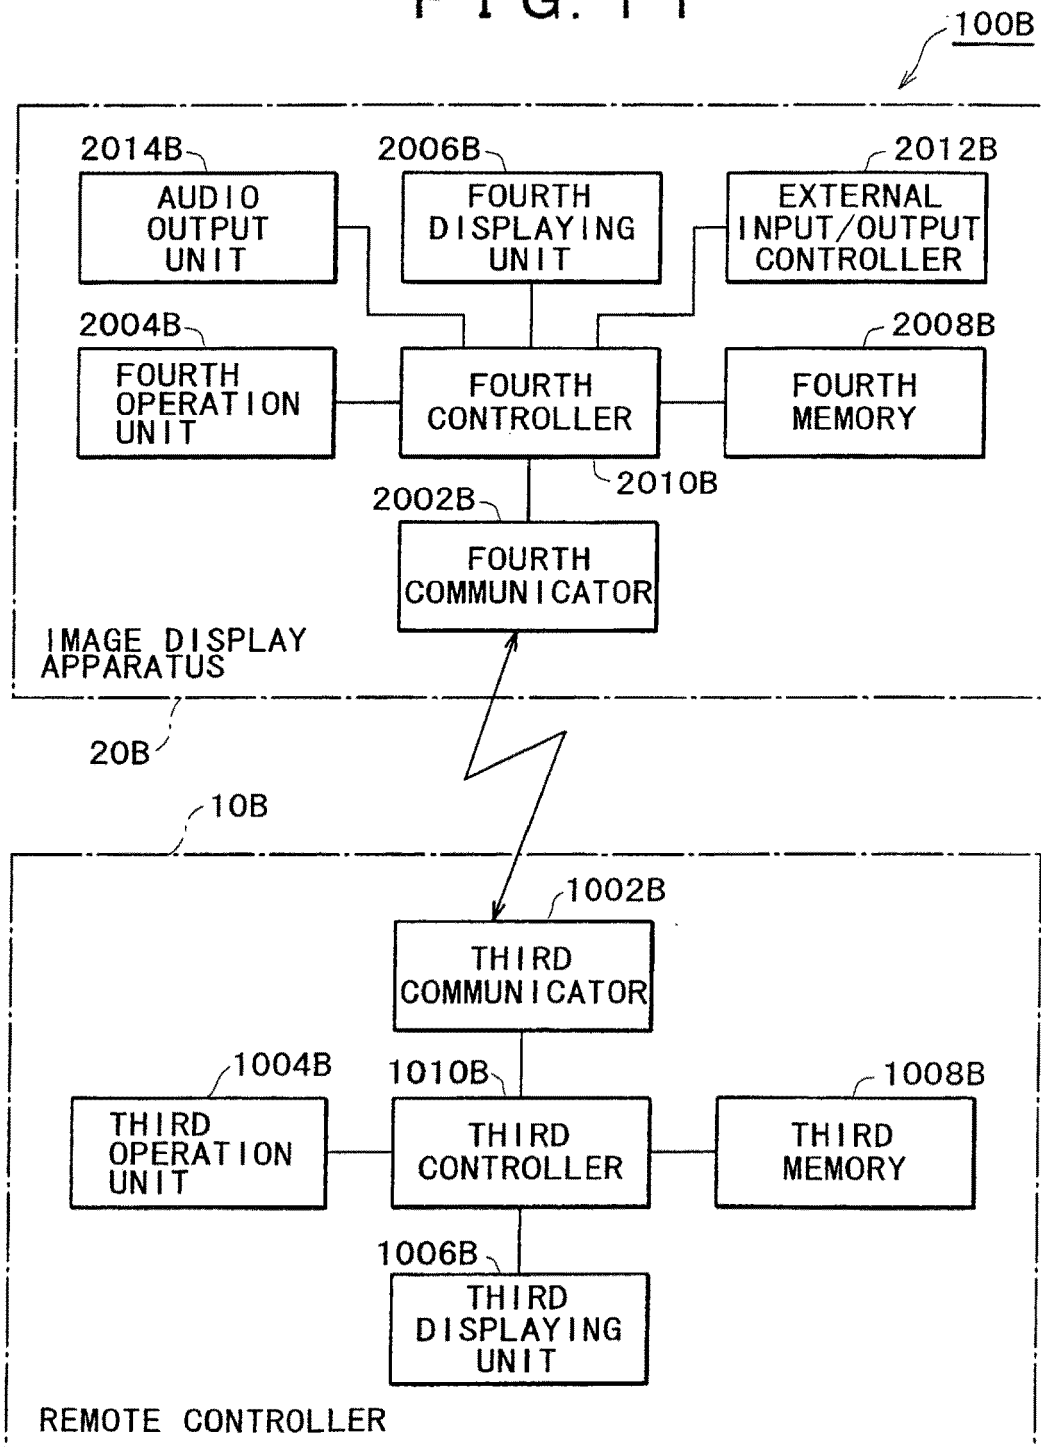 FIG. 11
100B
2014B
2006B
2012B
AUDIO
OUTPUT
UNIT
FOURTH
DISPLAYING
UNIT
EXTERNAL
INPUT/OUTPUT
CONTROLLER
2004B
2008B
FOURTH
OPERATION
UNIT
FOURTH
CONTROLLER
FOURTH
MEMORY
2010B
2002B
FOURTH
COMMUNICATOR
IMAGE DISPLAY
APPARATUS
20B
10B
1002B
THIRD
COMMUNICATOR
1004B
1010B
1008B
THIRD
OPERATION
UNIT
THIRD
CONTROLLER
THIRD
MEMORY
1006B
THIRD
DISPLAYING
UNIT
REMOTE CONTROLLER